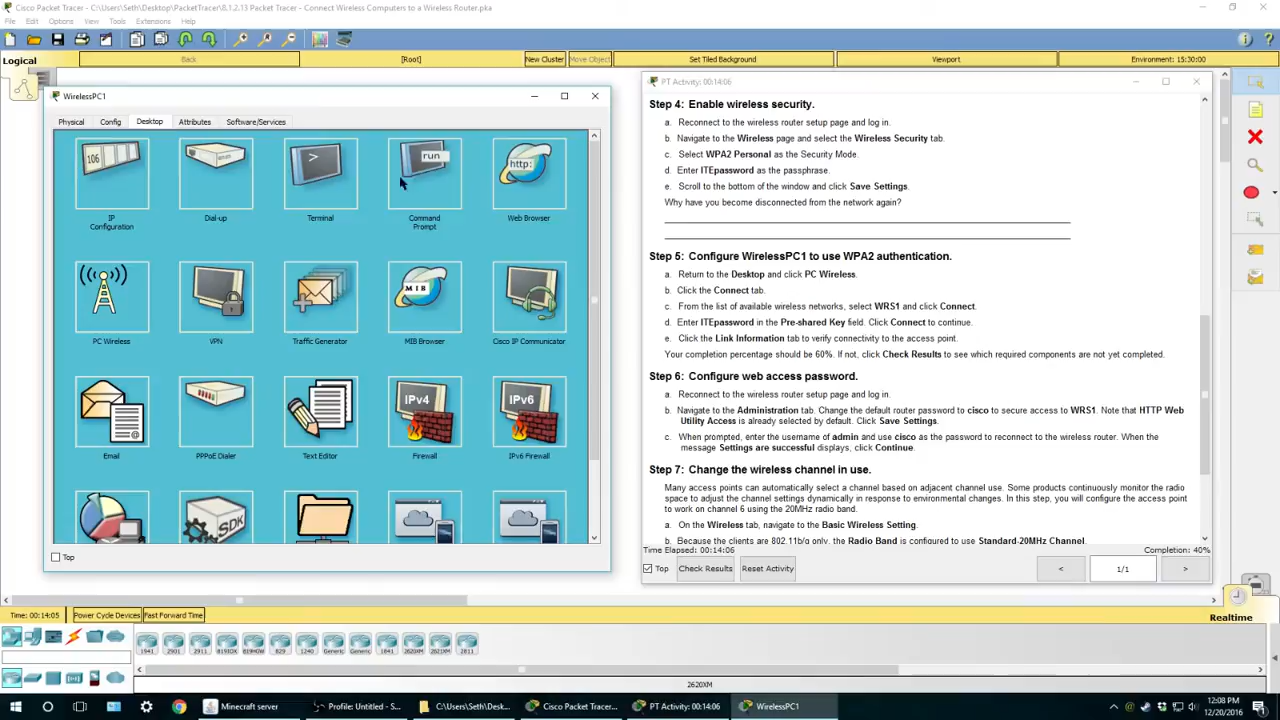 Cisco Packet Tracer - C:\Users\Seth\Desktop\PacketTracer\8.1.2.13 Packet Tracer - Connect Wireless Computers to a Wireless Router.pka
File Edit Options View Tools Extensions Help
Logical Back [Root] New Cluster Move Object Set Tiled Background Viewport Environment: 15:30:00
WirelessPC1
Physical Config Desktop Attributes Software/Services
106
>
run
http:
IP Configuration
Dial-up
Terminal
Command Prompt
Web Browser
MIB
PC Wireless
VPN
Traffic Generator
MIB Browser
Cisco IP Communicator
IPv4
IPv6
Email
PPPoE Dialer
Text Editor
Firewall
IPv6 Firewall
SDK
Top
PT Activity: 00:14:06
Step 4: Enable wireless security.
a. Reconnect to the wireless router setup page and log in.
b. Navigate to the Wireless page and select the Wireless Security tab.
c. Select WPA2 Personal as the Security Mode.
d. Enter ITEpassword as the passphrase.
e. Scroll to the bottom of the window and click Save Settings.
Why have you become disconnected from the network again?
Step 5: Configure WirelessPC1 to use WPA2 authentication.
a. Return to the Desktop and click PC Wireless.
b. Click the Connect tab.
c. From the list of available wireless networks, select WRS1 and click Connect.
d. Enter ITEpassword in the Pre-shared Key field. Click Connect to continue.
e. Click the Link Information tab to verify connectivity to the access point.
Your completion percentage should be 60%. If not, click Check Results to see which required components are not yet completed.
Step 6: Configure web access password.
a. Reconnect to the wireless router setup page and log in.
b. Navigate to the Administration tab. Change the default router password to cisco to secure access to WRS1. Note that HTTP Web
Utility Access is already selected by default. Click Save Settings.
c. When prompted, enter the username of admin and use cisco as the password to reconnect to the wireless router. When the
message Settings are successful displays, click Continue.
Step 7: Change the wireless channel in use.
Many access points can automatically select a channel based on adjacent channel use. Some products continuously monitor the radio
space to adjust the channel settings dynamically in response to environmental changes. In this step, you will configure the access point
to work on channel 6 using the 20MHz radio band.
a. On the Wireless tab, navigate to the Basic Wireless Setting.
b. Because the clients are 802.11b/g only, the Radio Band is configured to use Standard-20MHz Channel.
Time Elapsed: 00:14:06 Completion: 40%
Top Check Results Reset Activity < 1/1 >
Time: 00:14:05 Power Cycle Devices Fast Forward Time Realtime
1941 2901 2911 819IOX 819HGW 829 1240 Generic Generic 1841 2620XM 2621XM 2811
2620XM
Minecraft server
Profile: Untitled - S...
C:\Users\Seth\Desk...
Cisco Packet Tracer...
PT Activity: 00:14:06
WirelessPC1
12:08 PM
12/20/2016